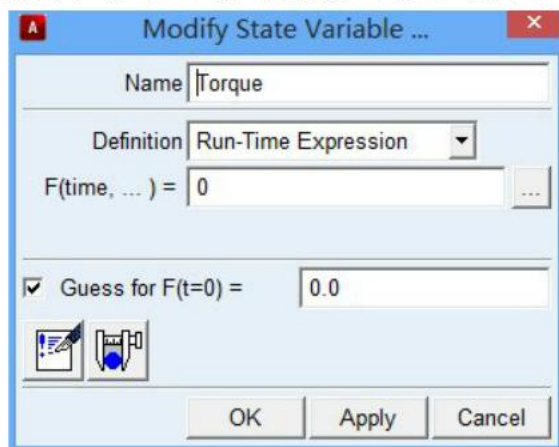 A
Modify State Variable ...
Name Torque
Definition Run-Time Expression
F(time, ... ) = 0 ...
Guess for F(t=0) = 0.0
OK Apply Cancel